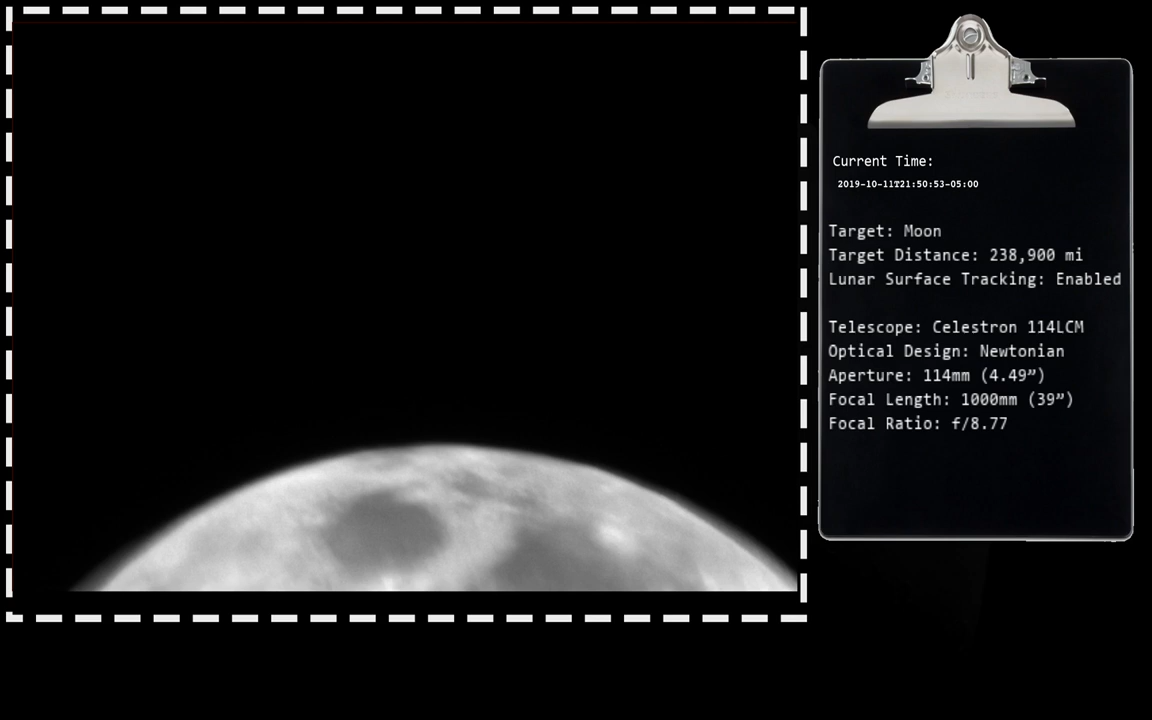 Current Time:
2019-10-11T21:50:53-05:00
Target: Moon
Target Distance: 238,900 mi
Lunar Surface Tracking: Enabled
Telescope: Celestron 114LCM
Optical Design: Newtonian
Aperture: 114mm (4.49”)
Focal Length: 1000mm (39”)
Focal Ratio: f/8.77